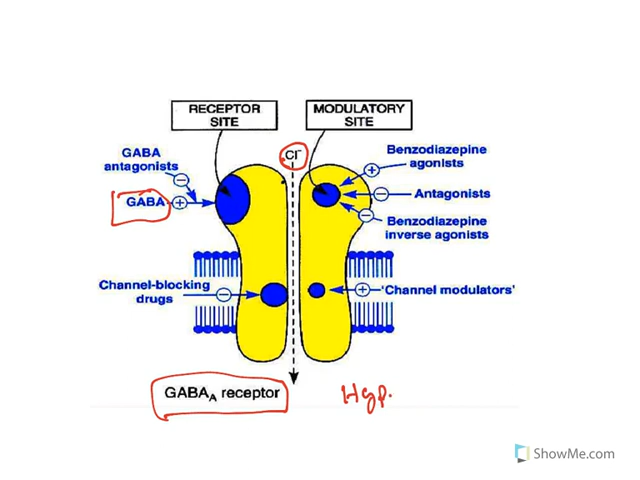 RECEPTOR
SITE
MODULATORY
SITE
GABA
antagonists
Cl⁻
Benzodiazepine
agonists
GABA
Antagonists
Benzodiazepine
inverse agonists
Channel-blocking
drugs
'Channel modulators'
GABA_A receptor
Hyp.
ShowMe.com